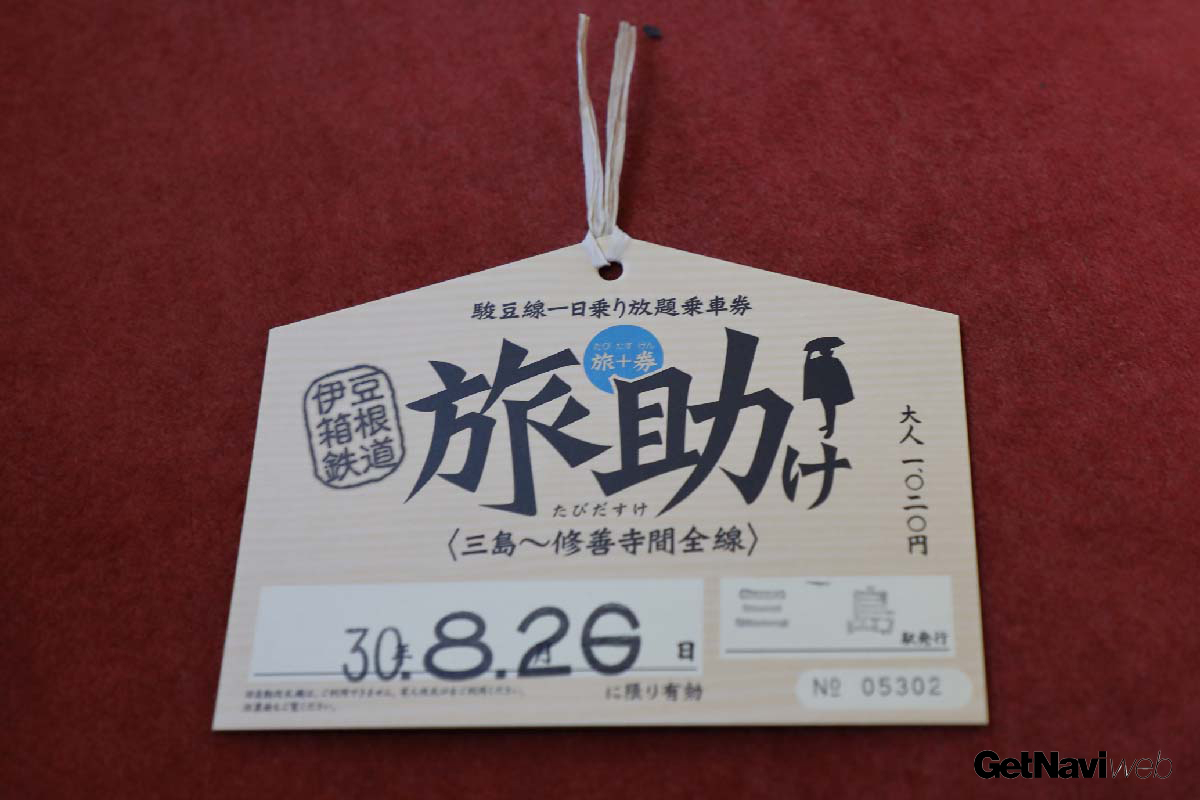 駿豆線一日乗り放題乗車券
たびだすけん
旅+券
伊豆
箱根
鉄道
旅助け
たびだすけ
〈三島〜修善寺間全線〉
大人 一、〇二〇円
30年 8.月26日
に限り有効
三島
駅発行
№ 05302
GetNavi web